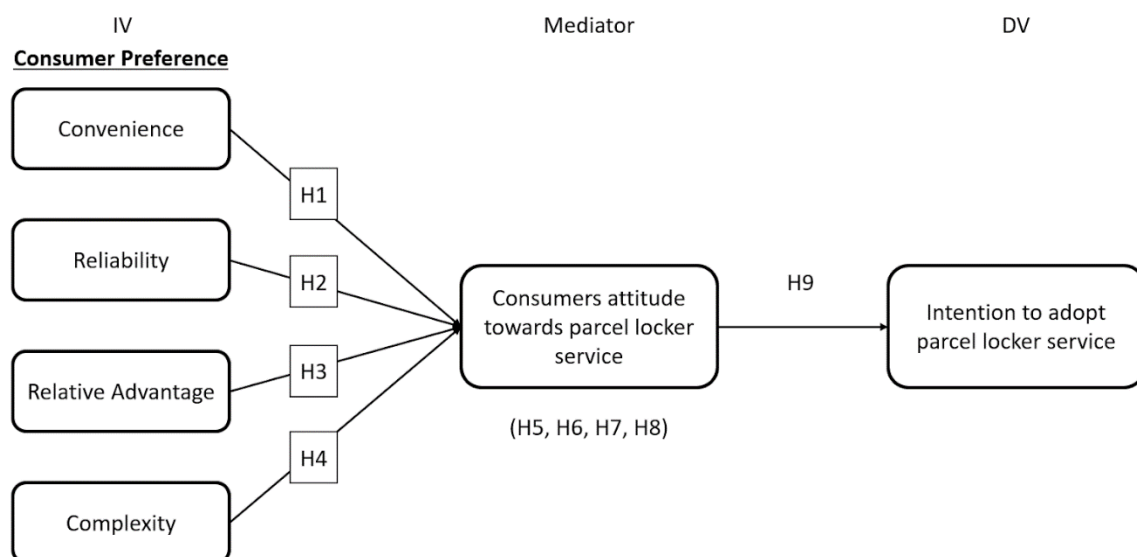 IV
Mediator
DV
Consumer Preference
Convenience
H1
Reliability
H2
Relative Advantage
H3
Complexity
H4
Consumers attitude
towards parcel locker
service
(H5, H6, H7, H8)
H9
Intention to adopt
parcel locker service